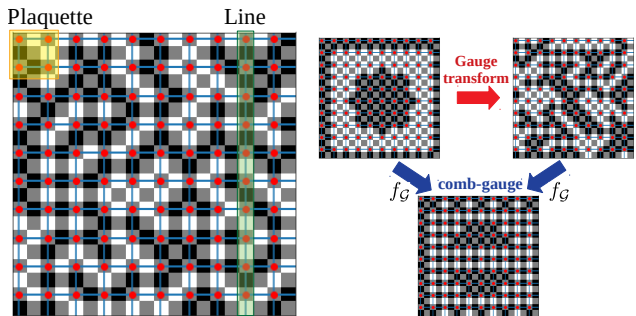 Plaquette
Line
Gauge
transform
comb-gauge
f𝒢
f𝒢